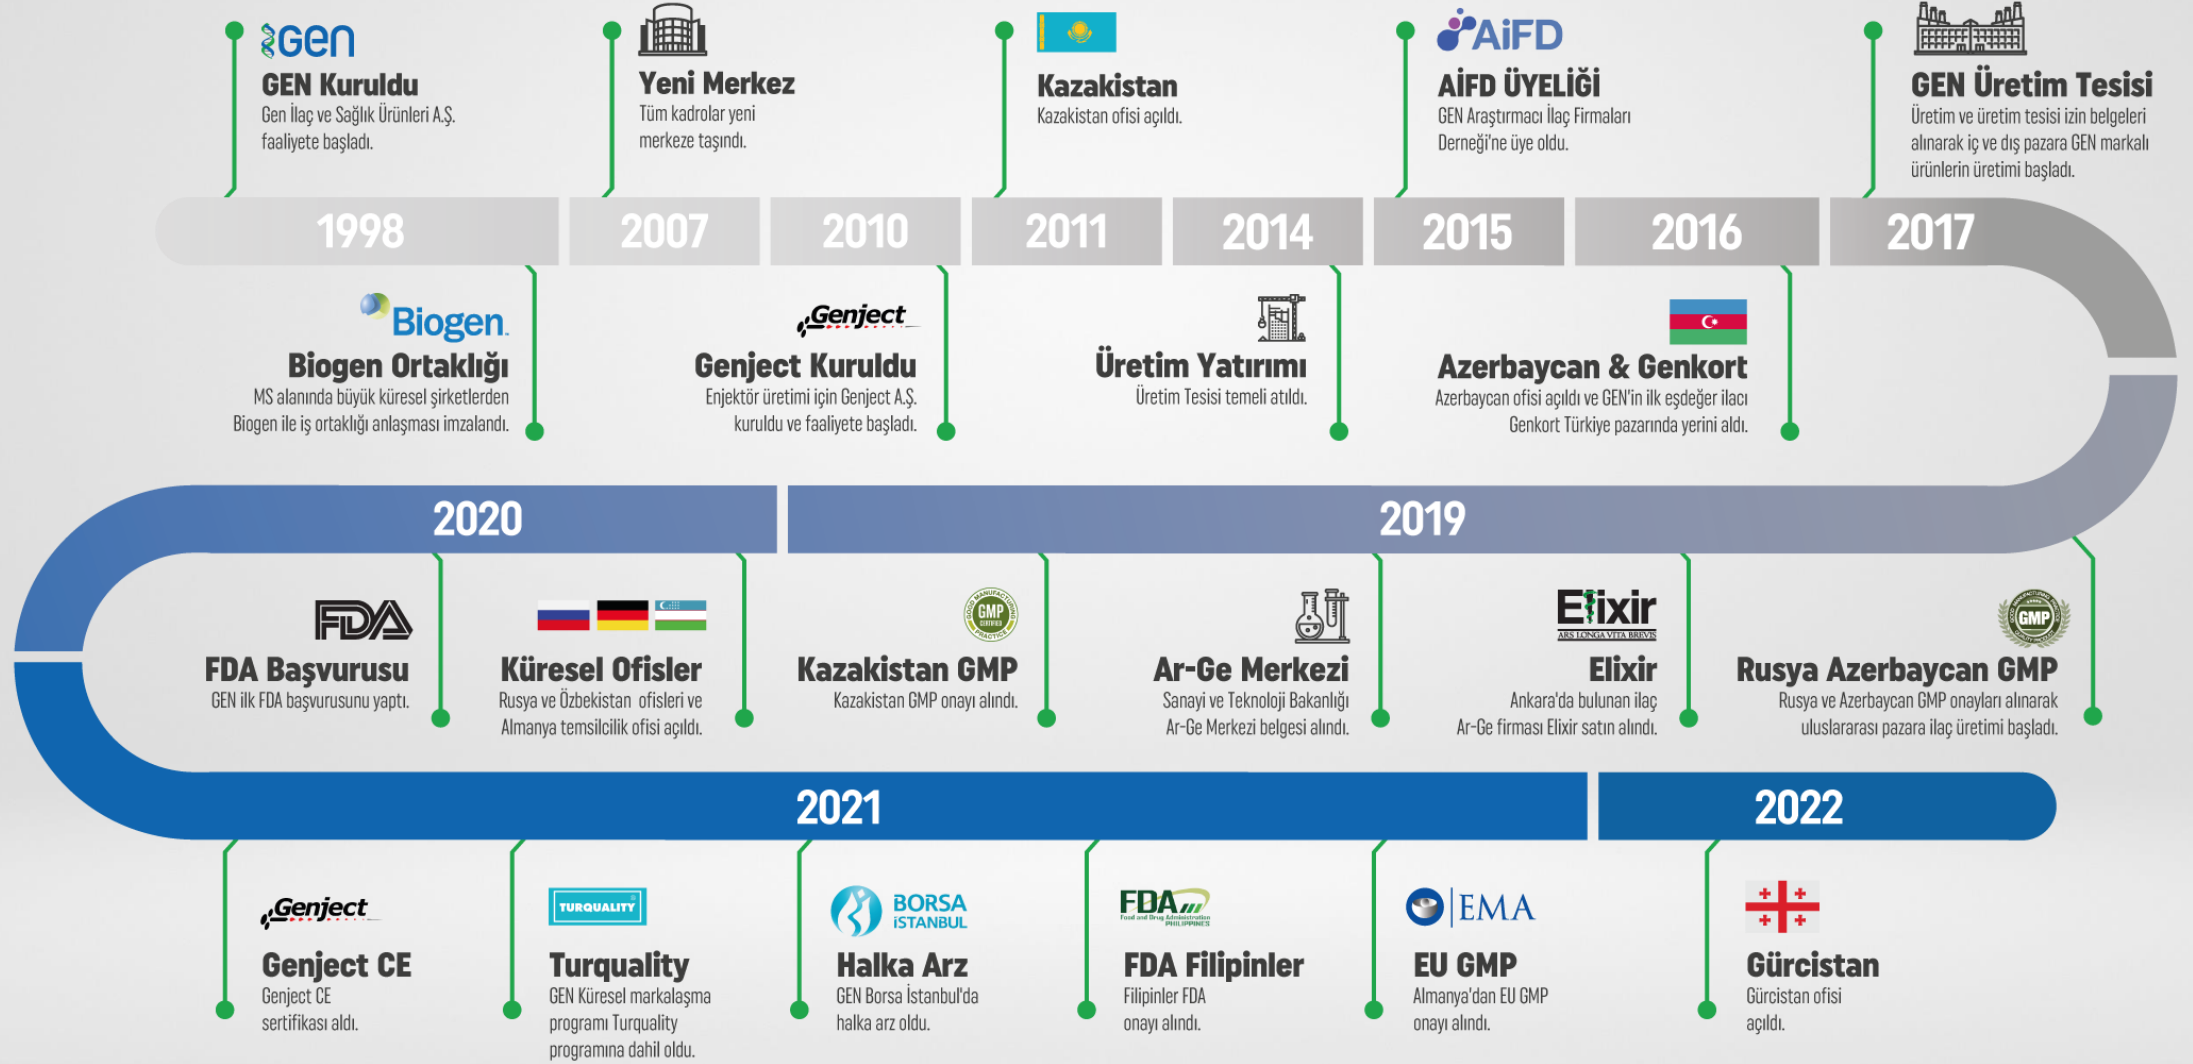 Gen
GEN Kuruldu
Gen İlaç ve Sağlık Ürünleri A.Ş.
faaliyete başladı.
Yeni Merkez
Tüm kadrolar yeni
merkeze taşındı.
Kazakistan
Kazakistan ofisi açıldı.
AiFD
AİFD ÜYELİĞİ
GEN Araştırmacı İlaç Firmaları
Derneği'ne üye oldu.
GEN Üretim Tesisi
Üretim ve üretim tesisi izin belgeleri
alınarak iç ve dış pazara GEN markalı
ürünlerin üretimi başladı.
1998
2007
2010
2011
2014
2015
2016
2017
Biogen
Biogen Ortaklığı
MS alanında büyük küresel şirketlerden
Biogen ile iş ortaklığı anlaşması imzalandı.
Genject
Genject Kuruldu
Enjektör üretimi için Genject A.Ş.
kuruldu ve faaliyete başladı.
Üretim Yatırımı
Üretim Tesisi temeli atıldı.
Azerbaycan & Genkort
Azerbaycan ofisi açıldı ve GEN'in ilk eşdeğer ilacı
Genkort Türkiye pazarında yerini aldı.
2020
2019
FDA
FDA Başvurusu
GEN ilk FDA başvurusunu yaptı.
Küresel Ofisler
Rusya ve Özbekistan ofisleri ve
Almanya temsilcilik ofisi açıldı.
GOOD MANUFACTURING
GMP
CERTIFIED
PRACTICE
Kazakistan GMP
Kazakistan GMP onayı alındı.
Ar-Ge Merkezi
Sanayi ve Teknoloji Bakanlığı
Ar-Ge Merkezi belgesi alındı.
Elixir
ARS LONGA VITA BREVIS
Elixir
Ankara'da bulunan ilaç
Ar-Ge firması Elixir satın alındı.
GMP
Rusya Azerbaycan GMP
Rusya ve Azerbaycan GMP onayları alınarak
uluslararası pazara ilaç üretimi başladı.
2021
2022
Genject
Genject CE
Genject CE
sertifikası aldı.
TURQUALITY
Turquality
GEN Küresel markalaşma
programı Turquality
programına dahil oldu.
BORSA
İSTANBUL
Halka Arz
GEN Borsa İstanbul'da
halka arz oldu.
FDA
Food and Drug Administration
PHILIPPINES
FDA Filipinler
Filipinler FDA
onayı alındı.
EMA
EU GMP
Almanya'dan EU GMP
onayı alındı.
Gürcistan
Gürcistan ofisi
açıldı.